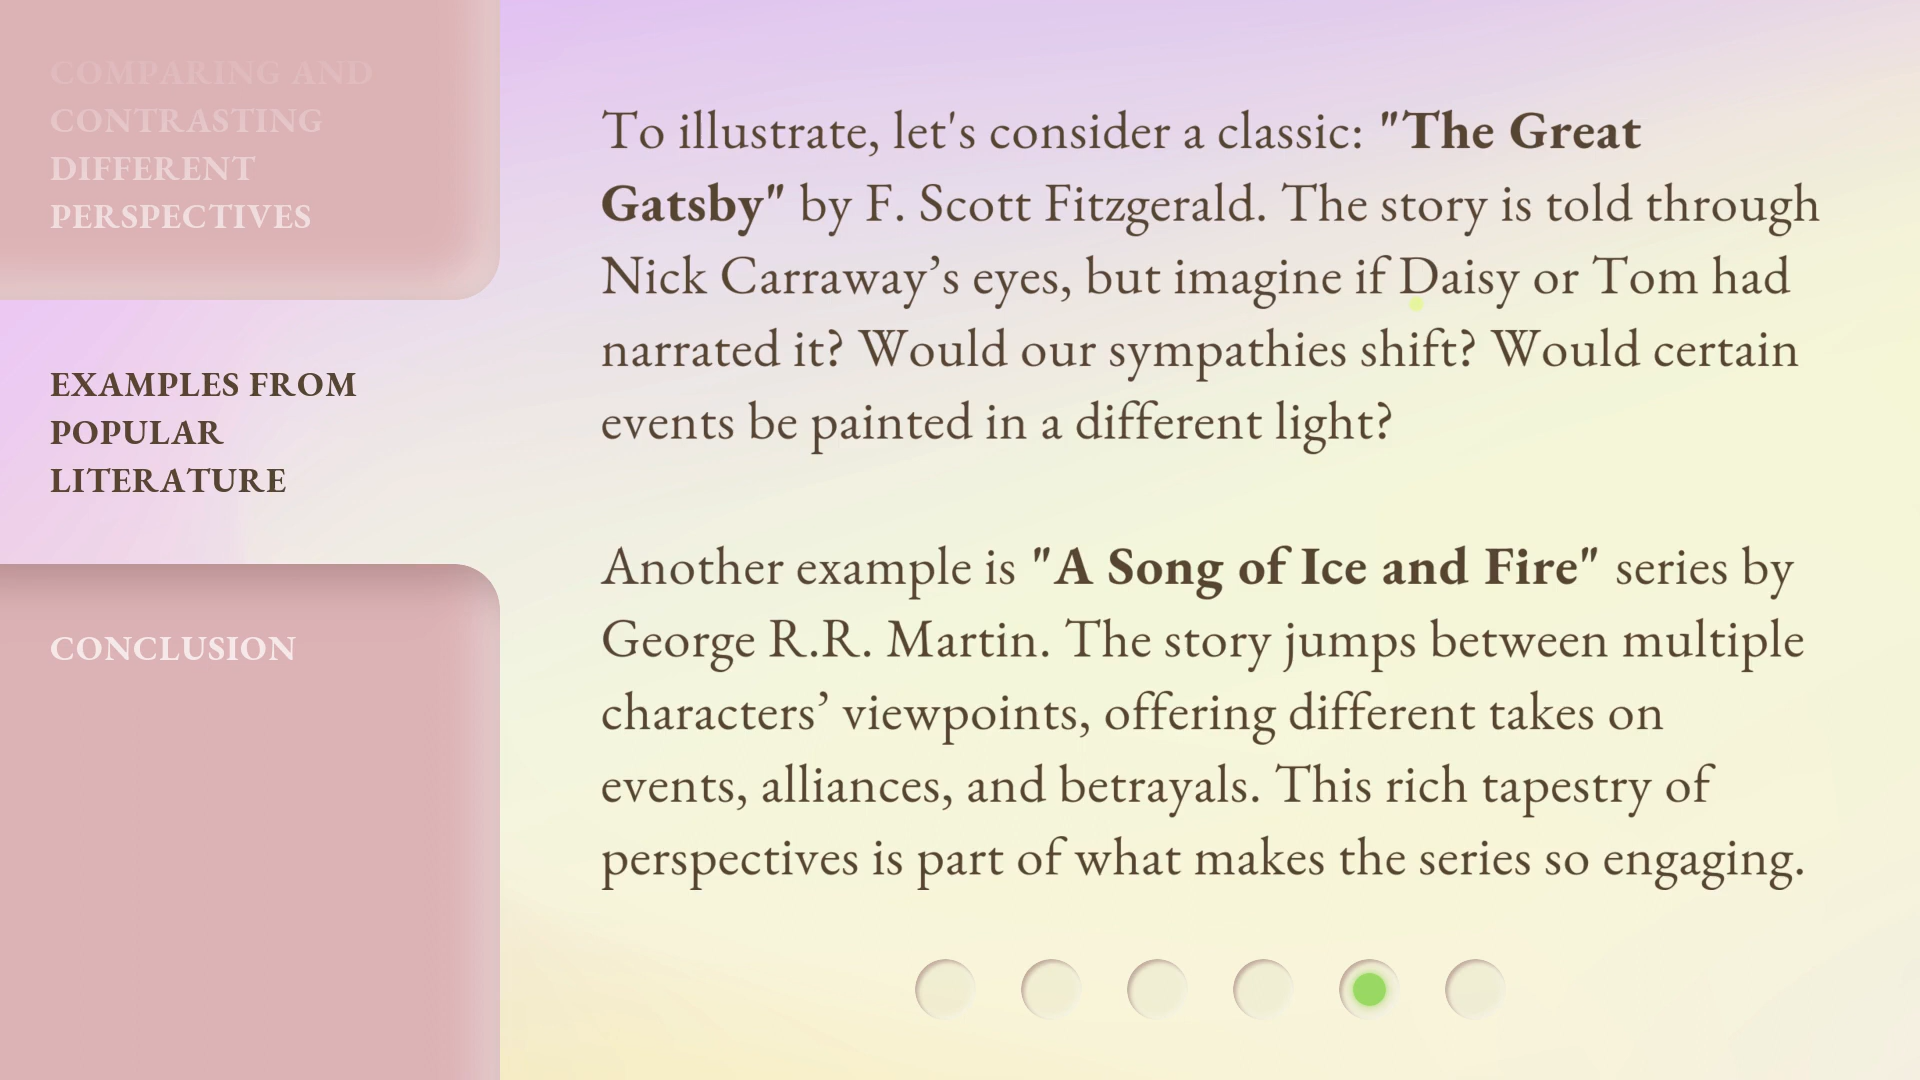 COMPARING AND
CONTRASTING
DIFFERENT
PERSPECTIVES
EXAMPLES FROM
POPULAR
LITERATURE
CONCLUSION
To illustrate, let's consider a classic: "The Great
Gatsby" by F. Scott Fitzgerald. The story is told through
Nick Carraway’s eyes, but imagine if Daisy or Tom had
narrated it? Would our sympathies shift? Would certain
events be painted in a different light?
Another example is "A Song of Ice and Fire" series by
George R.R. Martin. The story jumps between multiple
characters’ viewpoints, offering different takes on
events, alliances, and betrayals. This rich tapestry of
perspectives is part of what makes the series so engaging.